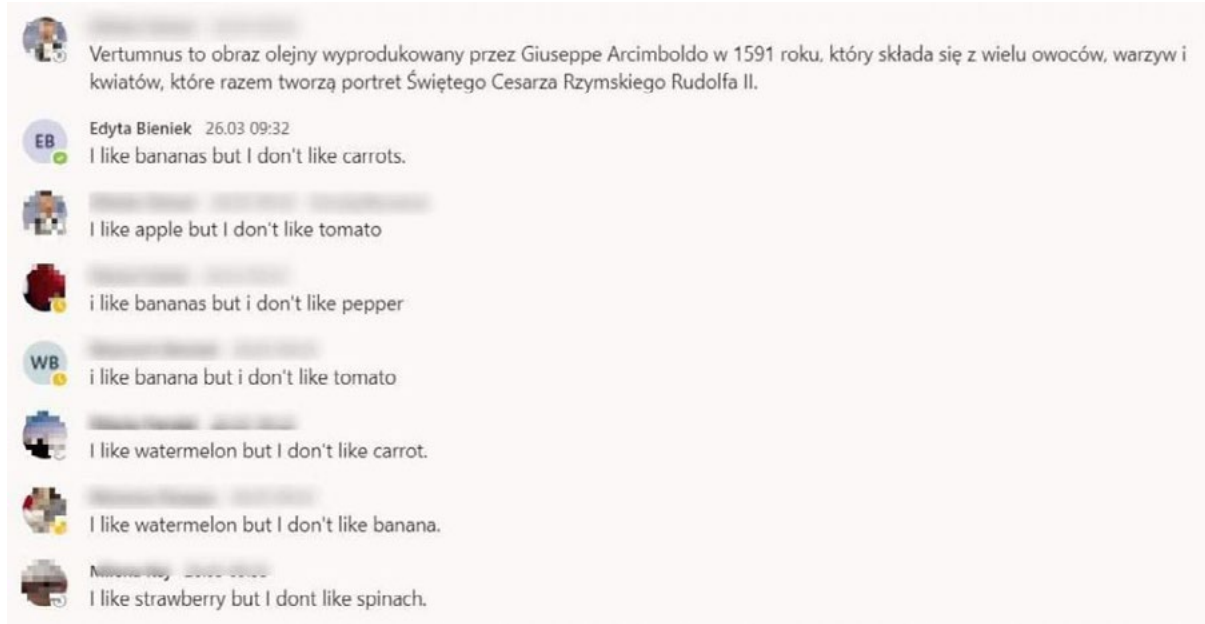 Vertumnus to obraz olejny wyprodukowany przez Giuseppe Arcimboldo w 1591 roku, który składa się z wielu owoców, warzyw i
kwiatów, które razem tworzą portret Świętego Cesarza Rzymskiego Rudolfa II.
EB
Edyta Bieniek 26.03 09:32
I like bananas but I don't like carrots.
I like apple but I don't like tomato
i like bananas but i don't like pepper
WB
i like banana but i don't like tomato
I like watermelon but I don't like carrot.
I like watermelon but I don't like banana.
I like strawberry but I dont like spinach.